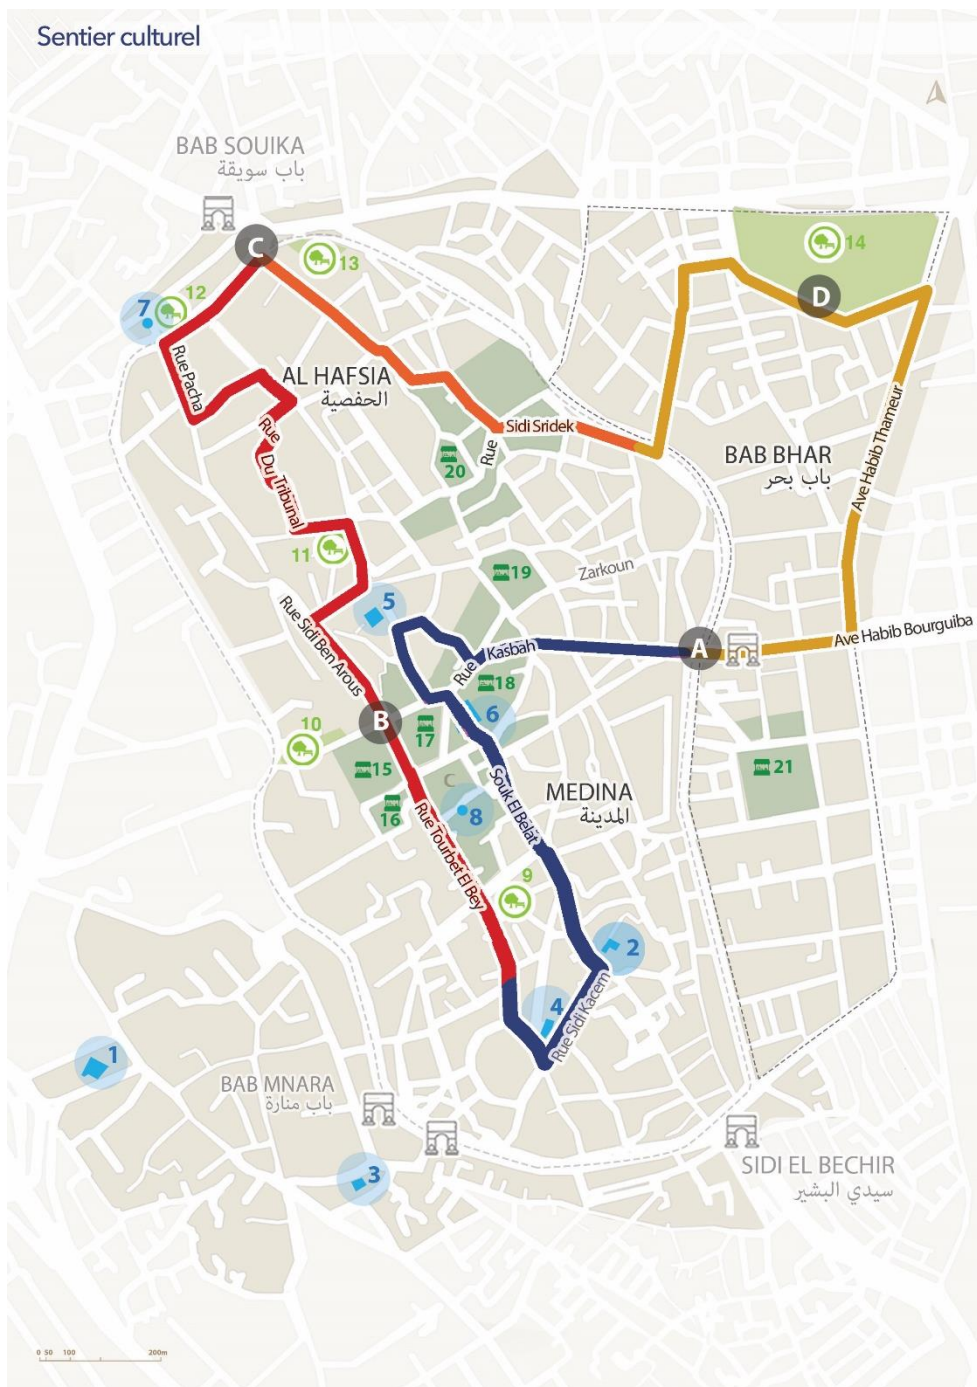 Sentier culturel
BAB SOUIKA
باب سويقة
C
13
14
12
7
D
Rue Pacha
AL HAFSIA
الحفصية
Rue
Du Tribunal
Sidi Sridek
Rue
20
BAB BHAR
باب بحر
Ave Habib Thameur
11
19
Zarkoun
5
Rue Sidi Ben Arous
Rue
Kasbah
A
Ave Habib Bourguiba
18
10
B
17
6
15
C
21
16
8
Souk El Belat
MEDINA
المدينة
Rue Tourbet El Bey
9
2
4
Rue Sidi Kacem
1
BAB MNARA
باب منارة
3
SIDI EL BECHIR
سيدي البشير
0 50 100 200m